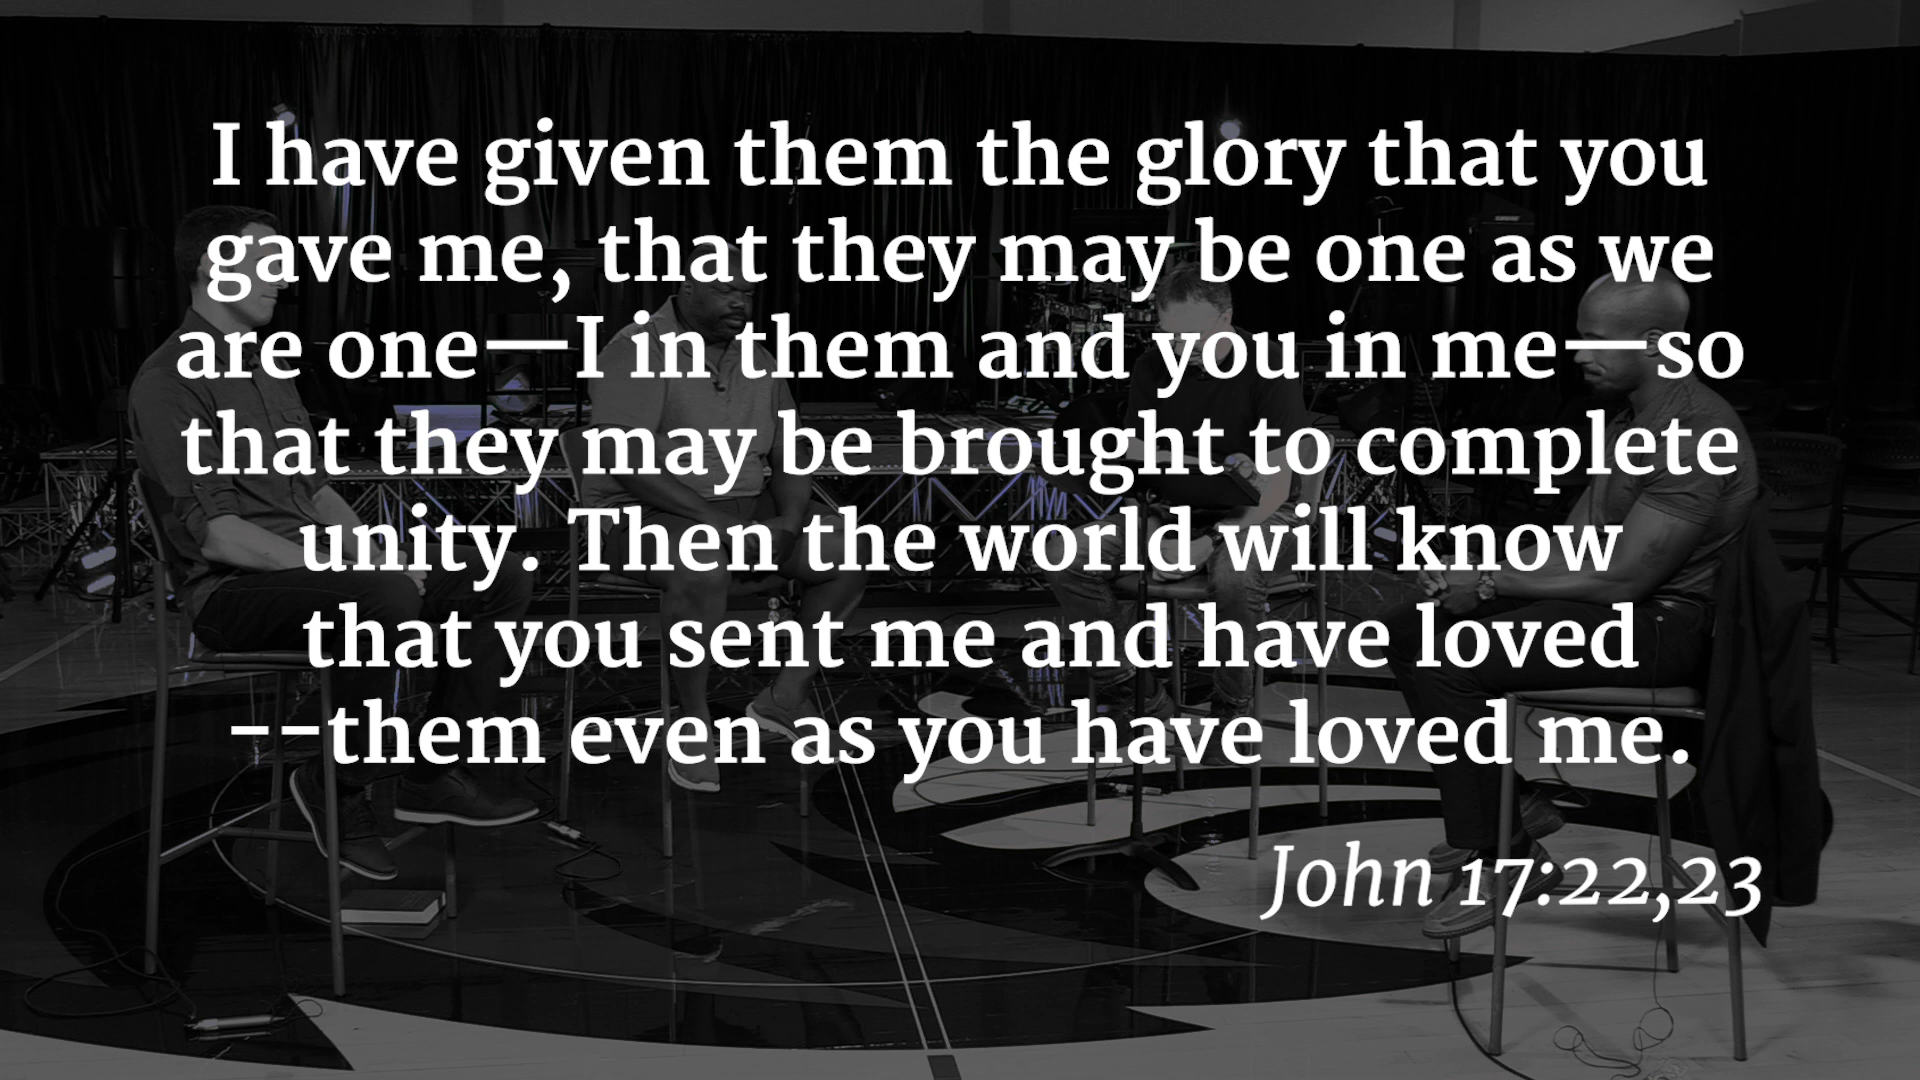 I have given them the glory that you
gave me, that they may be one as we
are one—I in them and you in me—so
that they may be brought to complete
unity. Then the world will know
that you sent me and have loved
--them even as you have loved me.
John 17:22,23